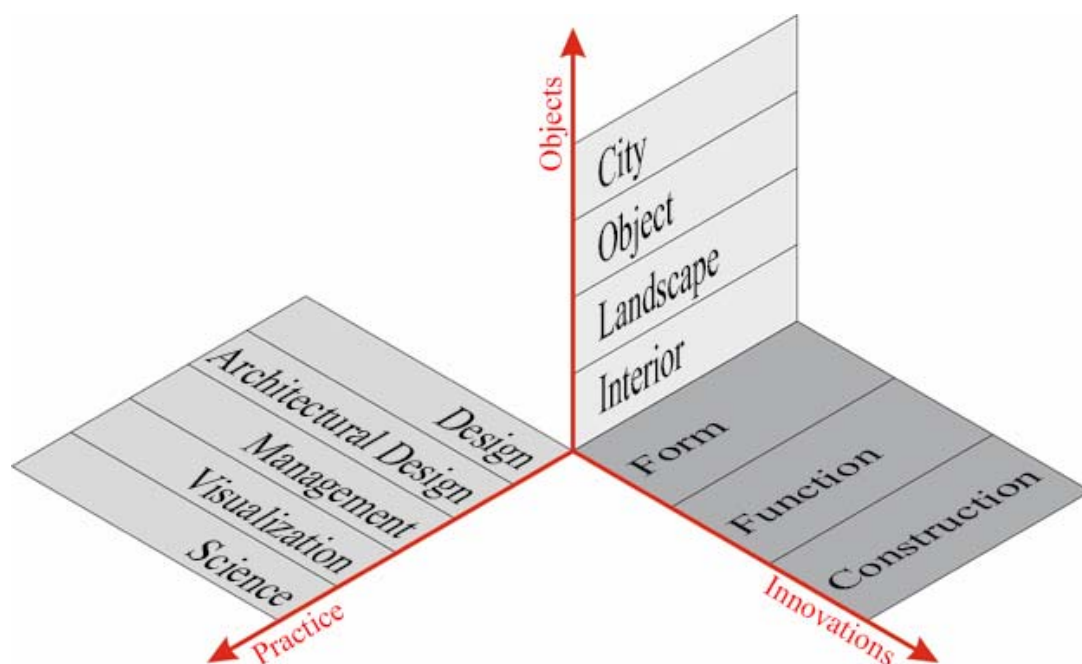 Objects
City
Object
Landscape
Interior
Design
Architectural Design
Management
Visualization
Science
Practice
Form
Function
Construction
Innovations